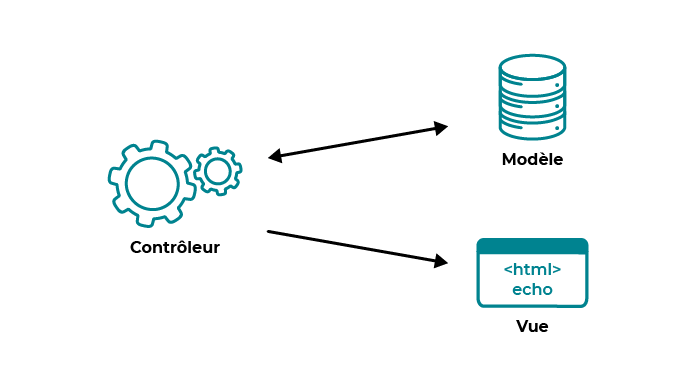 Modèle
Contrôleur
<html>
echo
Vue